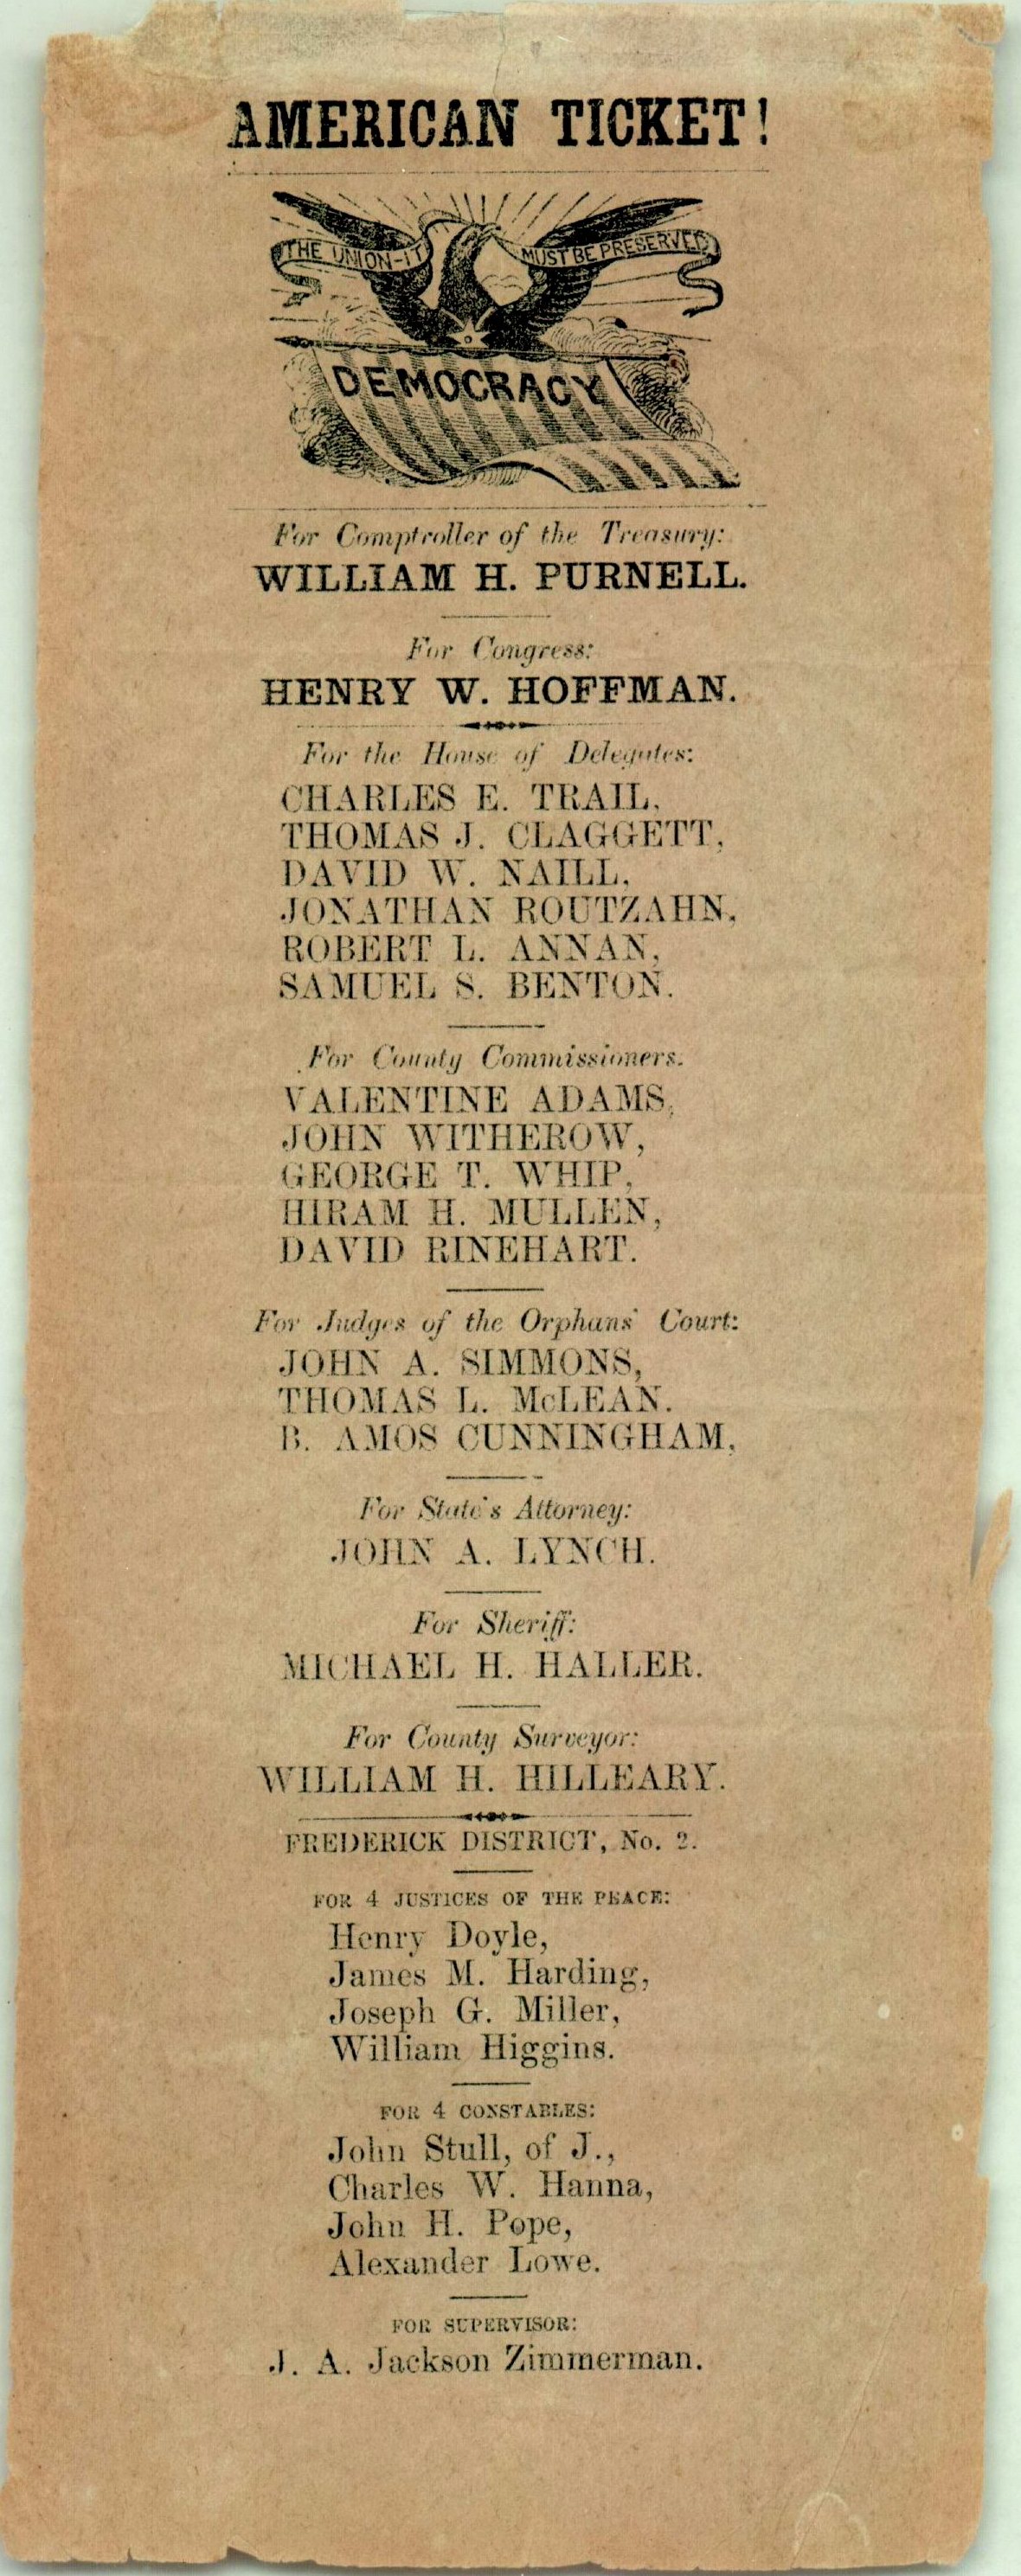 AMERICAN TICKET!
THE UNION-IT MUST BE PRESERVED
DEMOCRACY
For Comptroller of the Treasury:
WILLIAM H. PURNELL.
For Congress:
HENRY W. HOFFMAN.
For the House of Delegates:
CHARLES E. TRAIL,
THOMAS J. CLAGGETT,
DAVID W. NAILL,
JONATHAN ROUTZAHN,
ROBERT L. ANNAN,
SAMUEL S. BENTON.
For County Commissioners.
VALENTINE ADAMS,
JOHN WITHEROW,
GEORGE T. WHIP,
HIRAM H. MULLEN,
DAVID RINEHART.
For Judges of the Orphans' Court:
JOHN A. SIMMONS,
THOMAS L. McLEAN.
B. AMOS CUNNINGHAM,
For State's Attorney:
JOHN A. LYNCH.
For Sheriff:
MICHAEL H. HALLER.
For County Surveyor:
WILLIAM H. HILLEARY.
FREDERICK DISTRICT, No. 2.
FOR 4 JUSTICES OF THE PEACE:
Henry Doyle,
James M. Harding,
Joseph G. Miller,
William Higgins.
FOR 4 CONSTABLES:
John Stull, of J.,
Charles W. Hanna,
John H. Pope,
Alexander Lowe.
FOR SUPERVISOR:
J. A. Jackson Zimmerman.